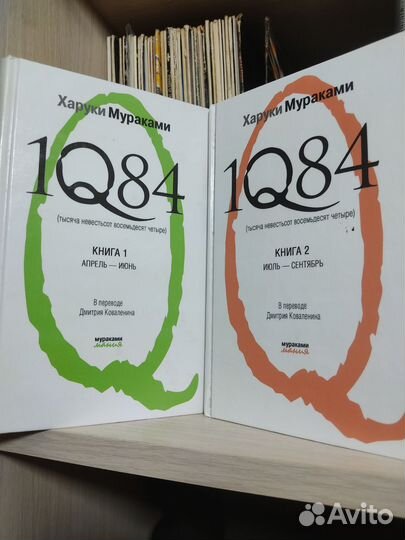 Харуки Мураками
1Q84
(тысяча невестьсот восемьдесят четыре)
КНИГА 1
АПРЕЛЬ — ИЮНЬ
В переводе
Дмитрия Коваленина
мураками
мания
Харуки Мураками
1Q84
(тысяча невестьсот восемьдесят четыре)
КНИГА 2
ИЮЛЬ — СЕНТЯБРЬ
В переводе
Дмитрия Коваленина
мураками
мания
Avito